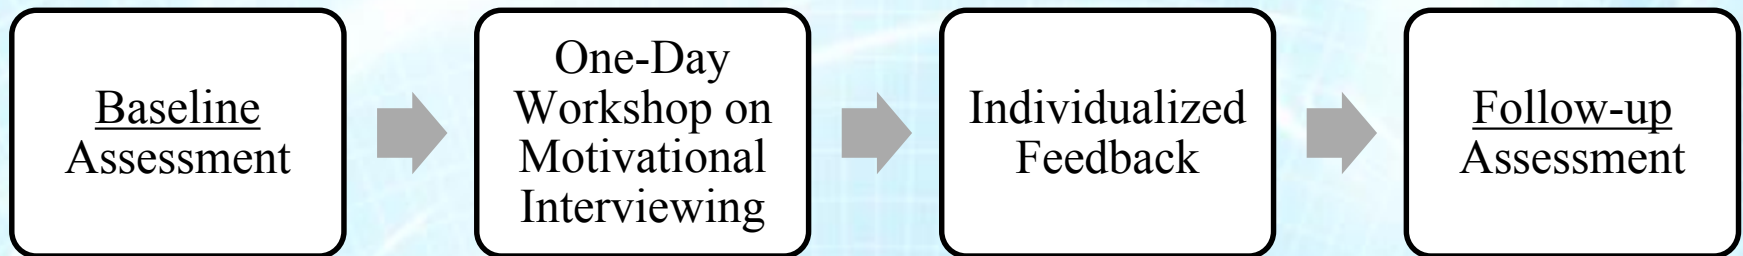 Baseline
Assessment
One-Day
Workshop on
Motivational
Interviewing
Individualized
Feedback
Follow-up
Assessment